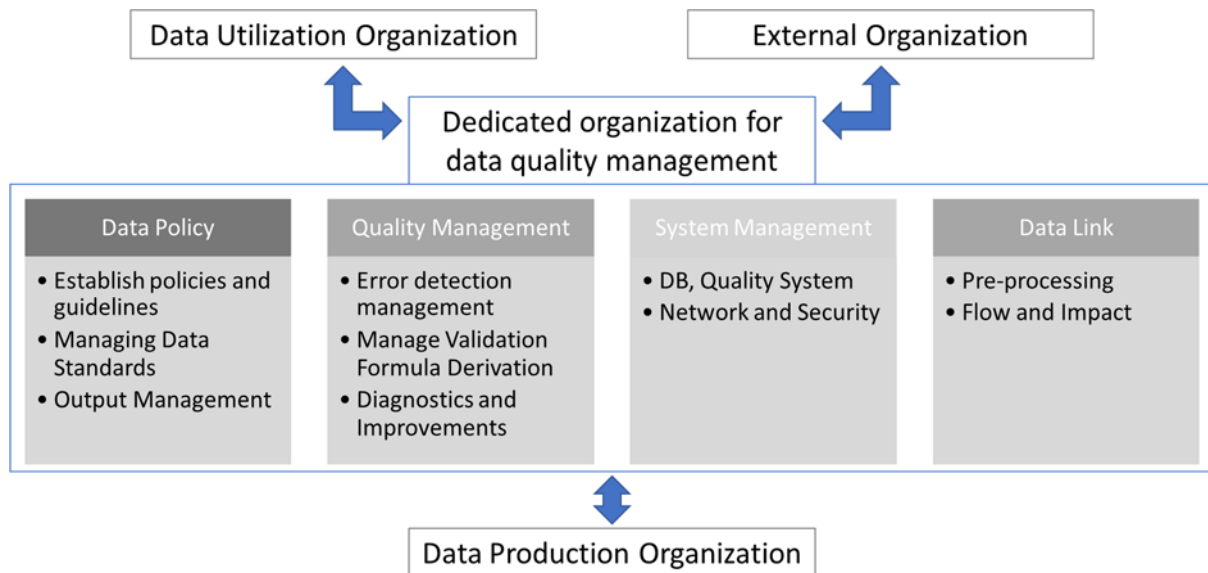 Data Utilization Organization
External Organization
Dedicated organization for
data quality management
Data Policy
• Establish policies and
guidelines
• Managing Data
Standards
• Output Management
Quality Management
• Error detection
management
• Manage Validation
Formula Derivation
• Diagnostics and
Improvements
System Management
• DB, Quality System
• Network and Security
Data Link
• Pre-processing
• Flow and Impact
Data Production Organization